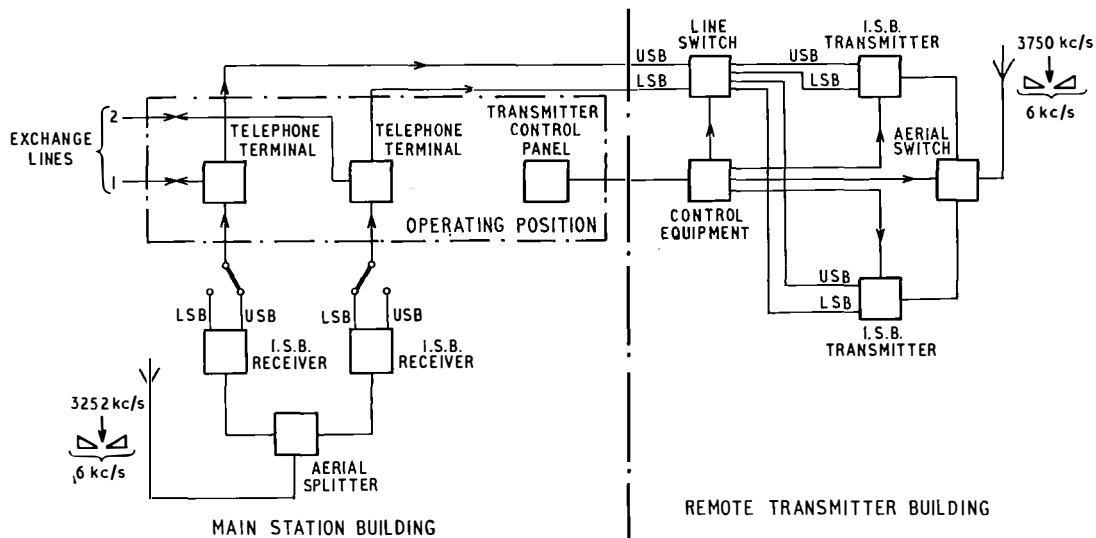 LINE
SWITCH
I.S.B.
TRANSMITTER
3750 kc/s
6 kc/s
USB
LSB
USB
LSB
EXCHANGE
LINES
2
1
TELEPHONE
TERMINAL
TELEPHONE
TERMINAL
TRANSMITTER
CONTROL
PANEL
AERIAL
SWITCH
OPERATING POSITION
CONTROL
EQUIPMENT
LSB
USB
LSB
USB
USB
LSB
I.S.B.
RECEIVER
I.S.B.
RECEIVER
I.S.B.
TRANSMITTER
3252 kc/s
6 kc/s
AERIAL
SPLITTER
MAIN STATION BUILDING
REMOTE TRANSMITTER BUILDING